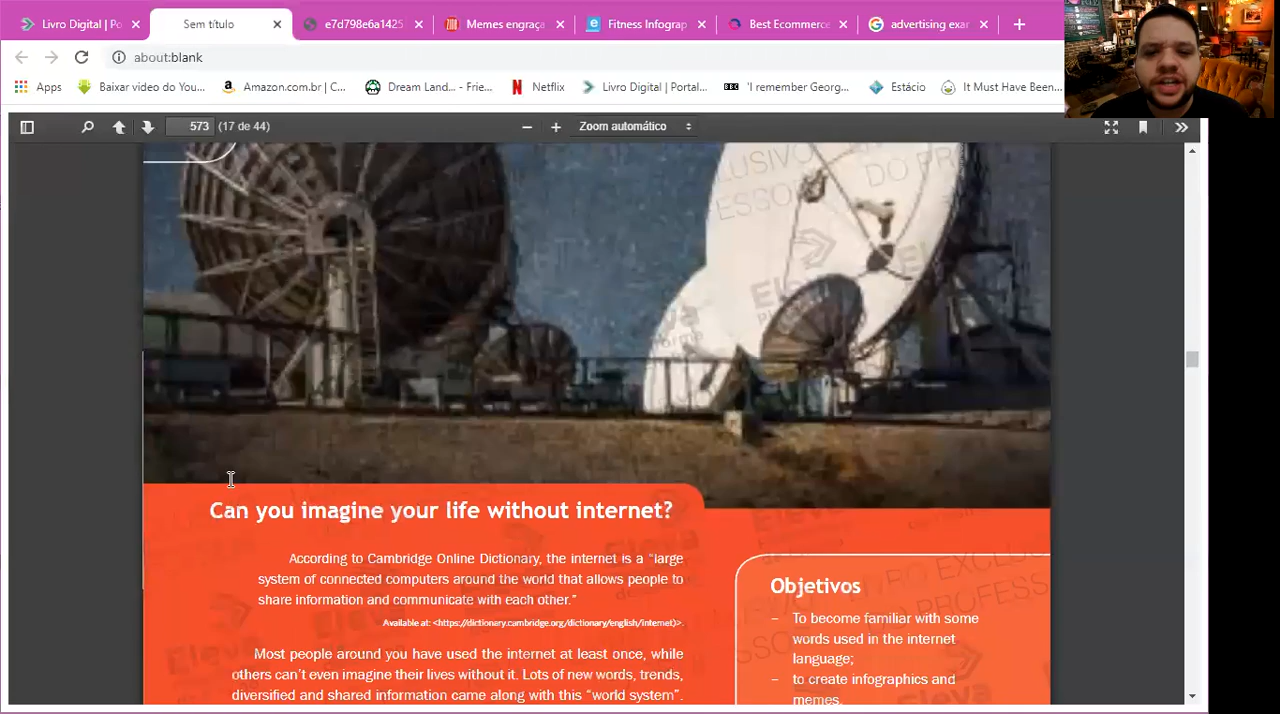 Livro Digital | Po
Sem título
e7d798e6a1425
Memes engraça
Fitness Infograp
Best Ecommerce
advertising exar
about:blank
Apps
Baixar video do You...
Amazon.com.br | C...
Dream Land... - Frie...
Netflix
Livro Digital | Portal...
BBC
'I remember Georg...
Estácio
It Must Have Been...
573 (17 de 44)
Zoom automático
Can you imagine your life without internet?
According to Cambridge Online Dictionary, the internet is a “large
system of connected computers around the world that allows people to
share information and communicate with each other.”
Available at: <https://dictionary.cambridge.org/dictionary/english/internet)>.
Most people around you have used the internet at least once, while
others can’t even imagine their lives without it. Lots of new words, trends,
diversified and shared information came along with this “world system”.
Objetivos
– To become familiar with some
words used in the internet
language;
– to create infographics and
memes.